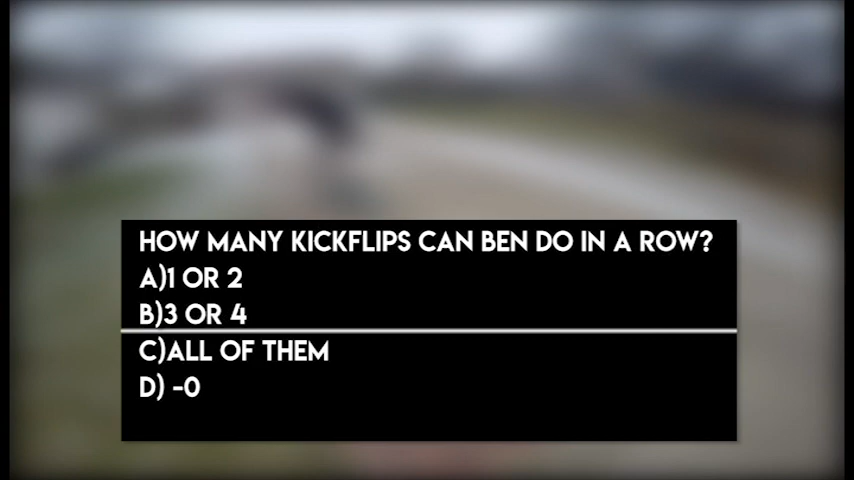 HOW MANY KICKFLIPS CAN BEN DO IN A ROW?
A)1 OR 2
B)3 OR 4
C)ALL OF THEM
D) -0